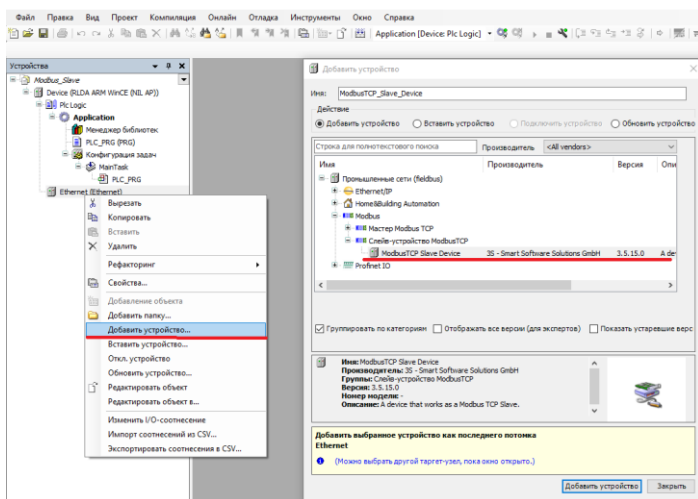 Файл Правка Вид Проект Компиляция Онлайн Отладка Инструменты Окно Справка
Application [Device: Plc Logic]
Устройства
Modbus_Slave
Device (RLDA ARM WinCE (NIL AP))
Plc Logic
Application
Менеджер библиотек
PLC_PRG (PRG)
Конфигурация задач
MainTask
PLC_PRG
Ethernet (Ethernet)
Вырезать
Копировать
Вставить
Удалить
Рефакторинг
Свойства...
Добавление объекта
Добавить папку...
Добавить устройство...
Вставить устройство...
Откл. устройство
Обновить устройство...
Редактировать объект
Редактировать объект в...
Изменить I/O-соотнесение
Импорт соотнесений из CSV...
Экспортировать соотнесения в CSV...
Добавить устройство
Имя: ModbusTCP_Slave_Device
Действие
Добавить устройство Вставить устройство Подключить устройство Обновить устройство
Строка для полнотекстового поиска Производитель <All vendors>
Имя Производитель Версия Опи
Промышленные сети (fieldbus)
EtherNet/IP
Home&Building Automation
Modbus
Мастер Modbus TCP
Слейв-устройство ModbusTCP
ModbusTCP Slave Device 3S - Smart Software Solutions GmbH 3.5.15.0 A de
Profinet IO
Группировать по категориям Отображать все версии (для экспертов) Показать устаревшие верс
Имя: ModbusTCP Slave Device
Производитель: 3S - Smart Software Solutions GmbH
Группы: Слейв-устройство ModbusTCP
Версия: 3.5.15.0
Номер модели: -
Описание: A device that works as a Modbus TCP Slave.
Добавить выбранное устройство как последнего потомка
Ethernet
(Можно выбрать другой таргет-узел, пока окно открыто.)
Добавить устройство Закрыть